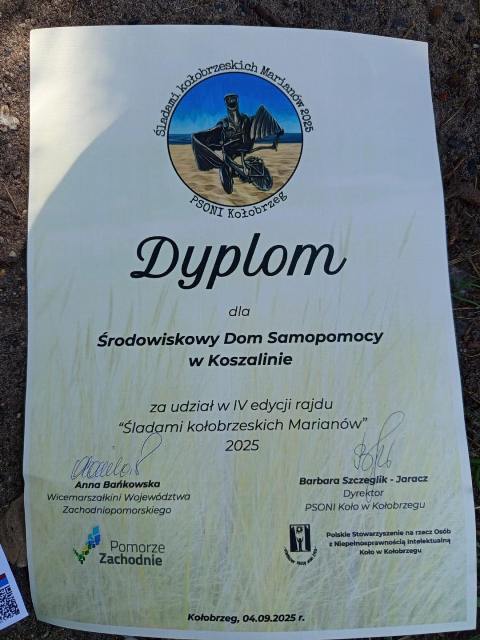 Śladami kołobrzeskich Marianów 2025
PSONI Kołobrzeg
Dyplom
dla
Środowiskowy Dom Samopomocy
w Koszalinie
za udział w IV edycji rajdu
“Śladami kołobrzeskich Marianów”
2025
Anna Bańkowska
Wicemarszałkini Województwa
Zachodniopomorskiego
Barbara Szczeglik - Jaracz
Dyrektor
PSONI Koło w Kołobrzegu
Pomorze
Zachodnie
Polskie Stowarzyszenie na rzecz Osób
z Niepełnosprawnością Intelektualną
Koło w Kołobrzegu
Kołobrzeg, 04.09.2025 r.